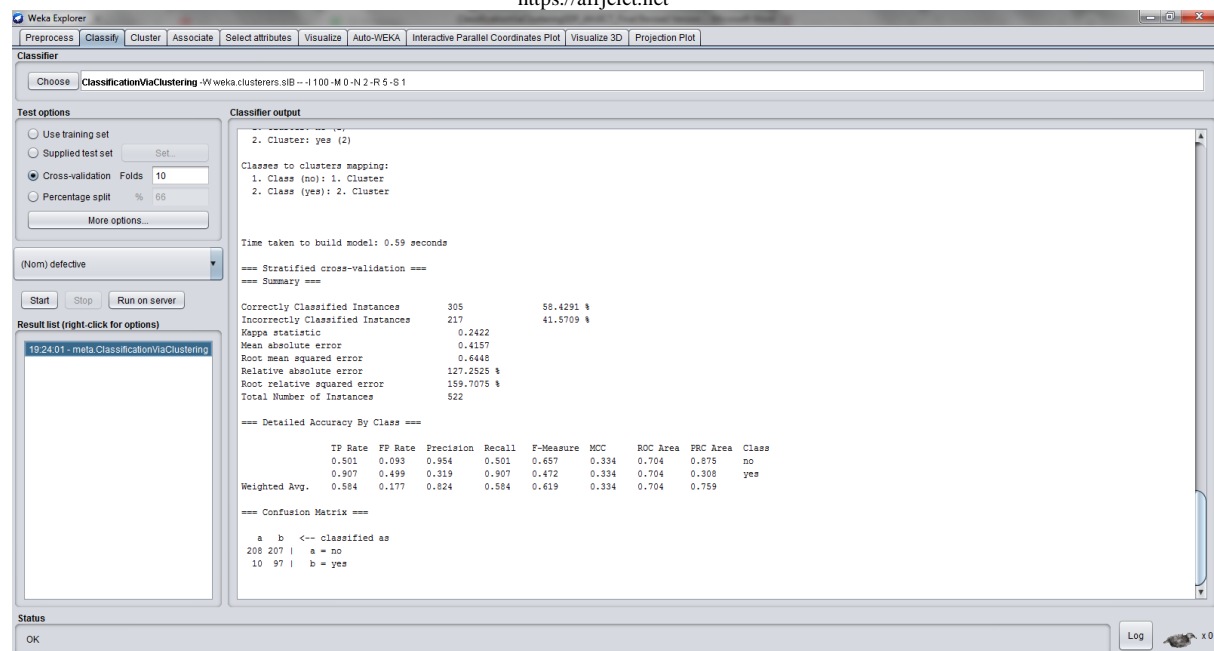 https://arfjcict.net
Weka Explorer
Preprocess Classify Cluster Associate Select attributes Visualize Auto-WEKA Interactive Parallel Coordinates Plot Visualize 3D Projection Plot
Classifier
Choose ClassificationViaClustering -W weka.clusterers.sIB -- -I 100 -M 0 -N 2 -R 5 -S 1
Test options
Use training set
Supplied test set Set...
Cross-validation Folds 10
Percentage split % 66
More options...
(Nom) defective
Start Stop Run on server
Result list (right-click for options)
19:24:01 - meta.ClassificationViaClustering
Classifier output
2. Cluster: yes (2)
Classes to clusters mapping:
1. Class (no): 1. Cluster
2. Class (yes): 2. Cluster
Time taken to build model: 0.59 seconds
=== Stratified cross-validation ===
=== Summary ===
Correctly Classified Instances 305 58.4291 %
Incorrectly Classified Instances 217 41.5709 %
Kappa statistic 0.2422
Mean absolute error 0.4157
Root mean squared error 0.6448
Relative absolute error 127.2525 %
Root relative squared error 159.7075 %
Total Number of Instances 522
=== Detailed Accuracy By Class ===
TP Rate FP Rate Precision Recall F-Measure MCC ROC Area PRC Area Class
0.501 0.093 0.954 0.501 0.657 0.334 0.704 0.875 no
0.907 0.499 0.319 0.907 0.472 0.334 0.704 0.308 yes
Weighted Avg. 0.584 0.177 0.824 0.584 0.619 0.334 0.704 0.759
=== Confusion Matrix ===
a b <-- classified as
208 207 | a = no
10 97 | b = yes
Status
OK
Log
x 0